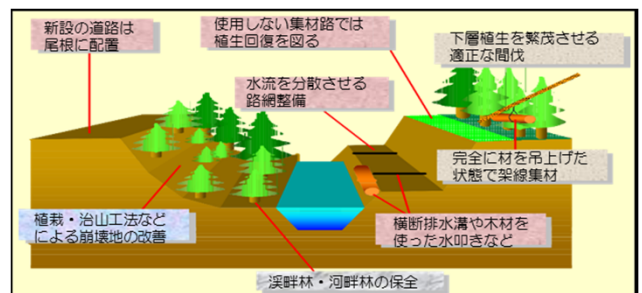 新設の道路は
尾根に配置
使用しない集材路では
植生回復を図る
下層植生を繁茂させる
適正な間伐
水流を分散させる
路網整備
完全に材を吊上げた
状態で架線集材
植栽・治山工法など
による崩壊地の改善
横断排水溝や木材を
使った水叩きなど
渓畔林・河畔林の保全